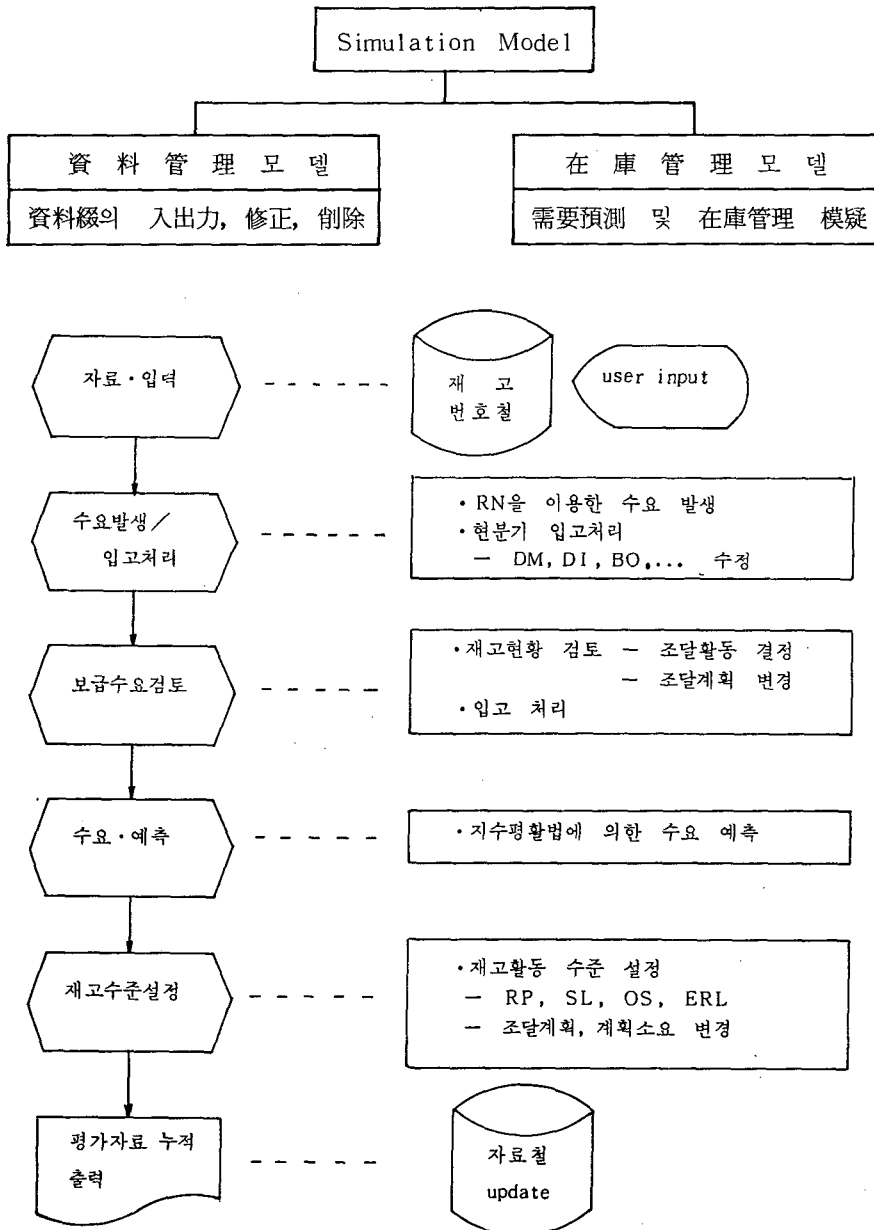 Simulation Model
資料管理모델
資料綴의 入出力, 修正, 削除
在庫管理모델
需要預測 및 在庫管理 模疑
자료·입력
재 고
번호철
user input
수요발생/
입고처리
·RN을 이용한 수요 발생
·현분기 입고처리
— DM, DI, BO,... 수정
보급수요검토
·재고현황 검토 — 조달활동 결정
— 조달계획 변경
·입고 처리
수요·예측
·지수평활법에 의한 수요 예측
재고수준설정
·재고활동 수준 설정
— RP, SL, OS, ERL
— 조달계획, 계획소요 변경
평가자료 누적
출력
자료철
update